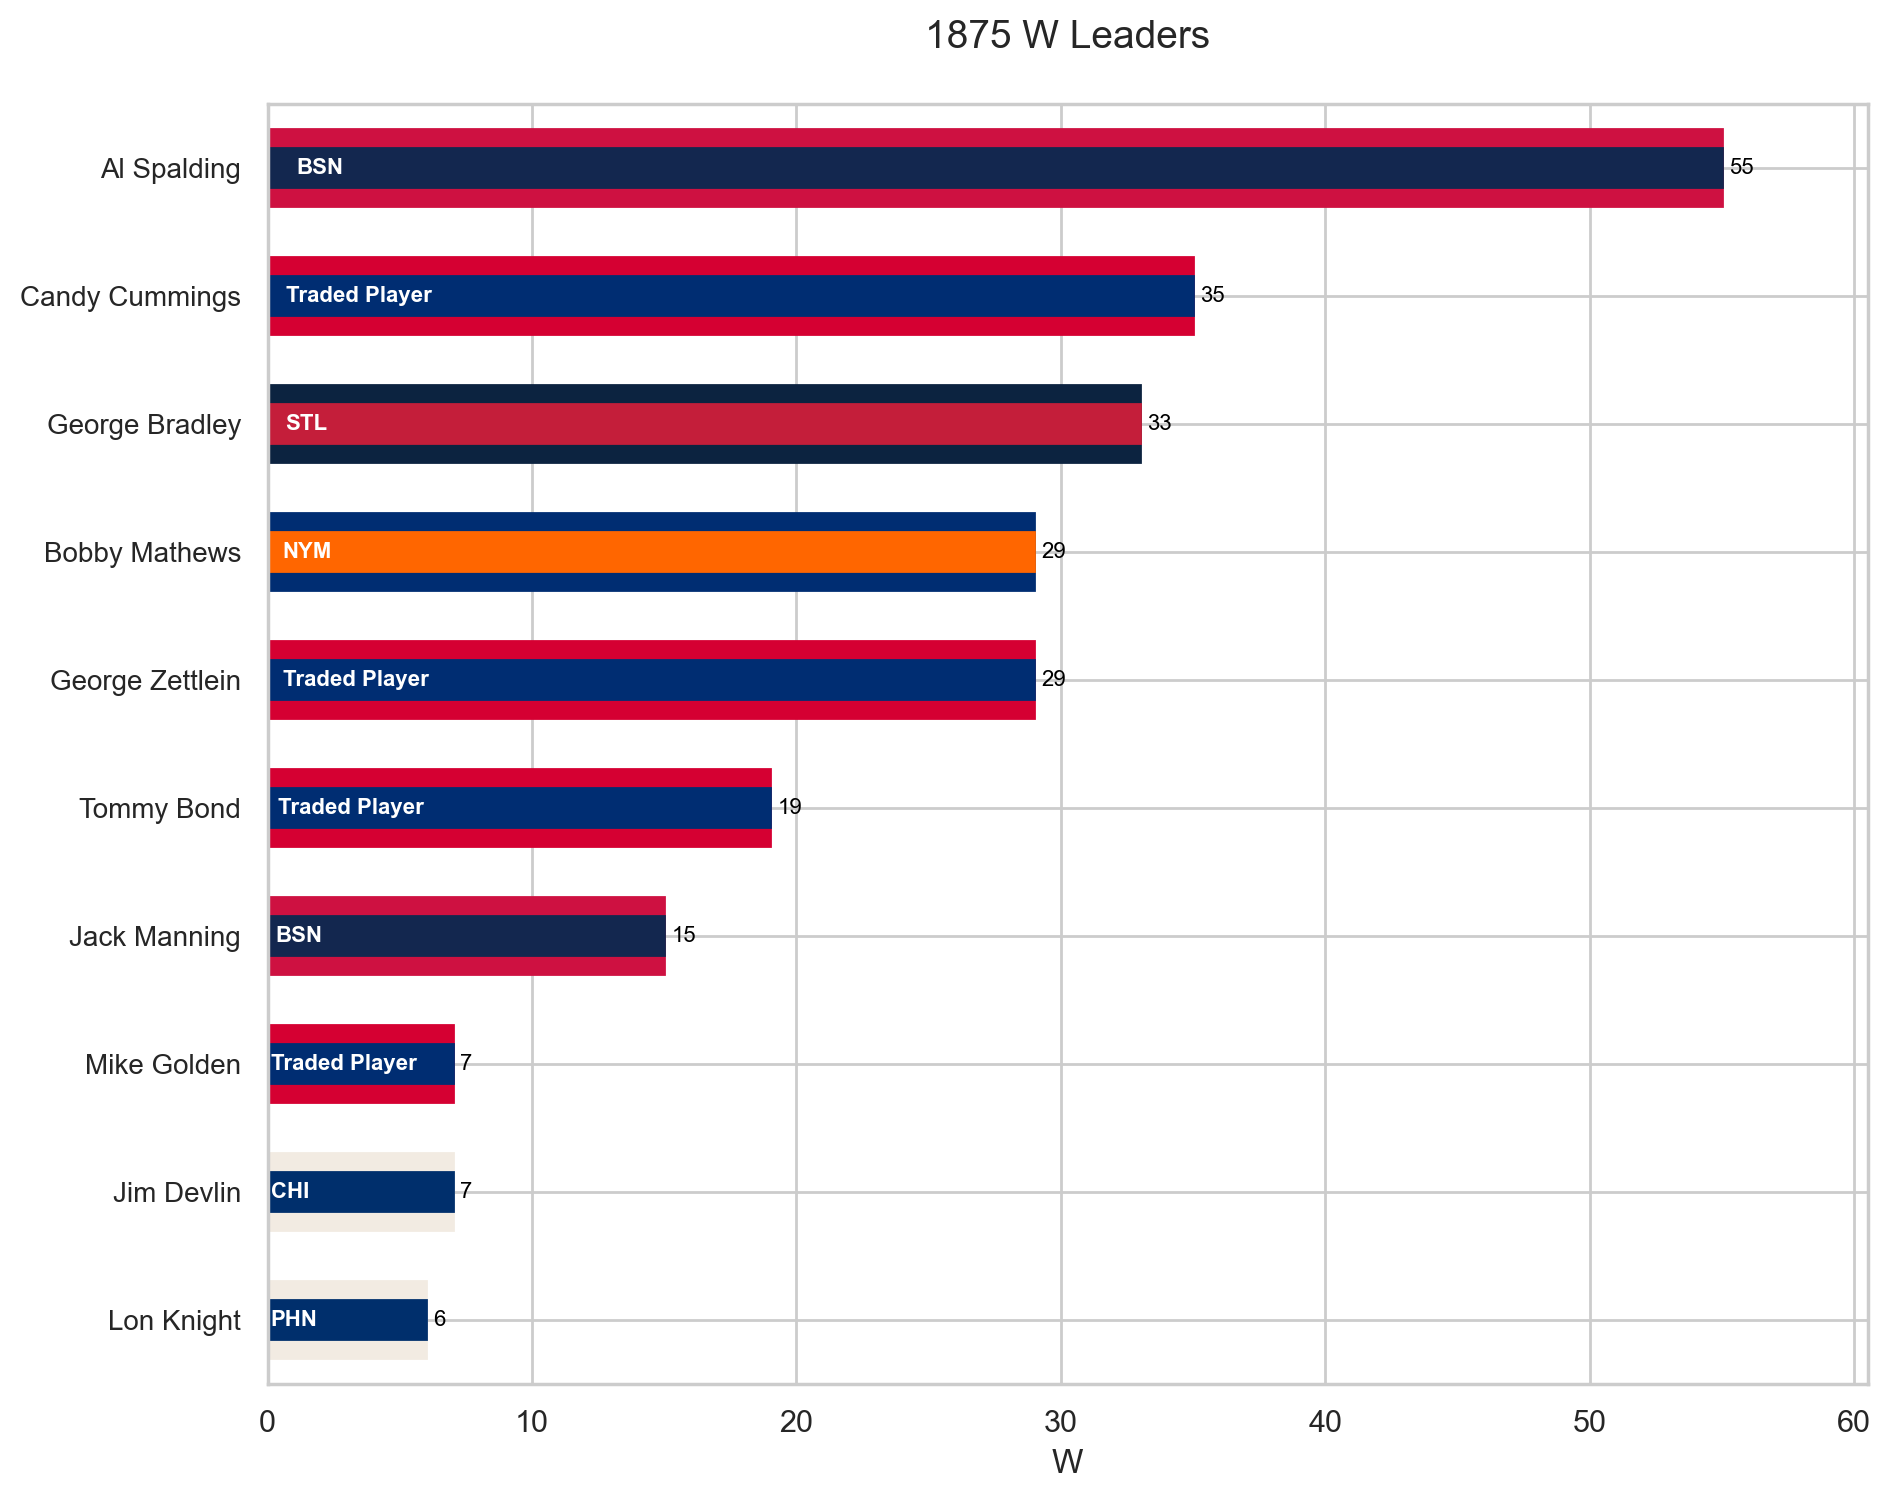 1875 W Leaders
Al Spalding BSN 55
Candy Cummings Traded Player 35
George Bradley STL 33
Bobby Mathews NYM 29
George Zettlein Traded Player 29
Tommy Bond Traded Player 19
Jack Manning BSN 15
Mike Golden Traded Player 7
Jim Devlin CHI 7
Lon Knight PHN 6
0 10 20 30 40 50 60
W